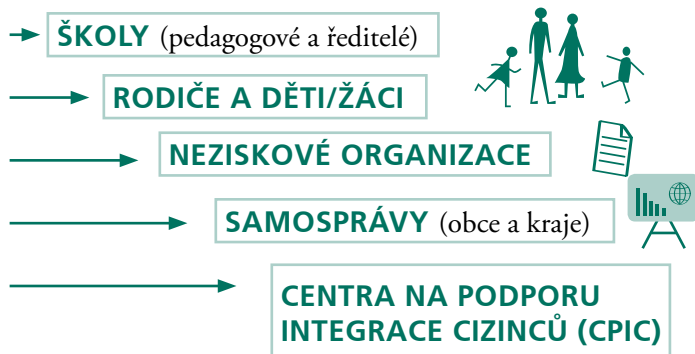 ŠKOLY (pedagogové a ředitelé)
RODIČE A DĚTI/ŽÁCI
NEZISKOVÉ ORGANIZACE
SAMOSPRÁVY (obce a kraje)
CENTRA NA PODPORU
INTEGRACE CIZINCŮ (CPIC)